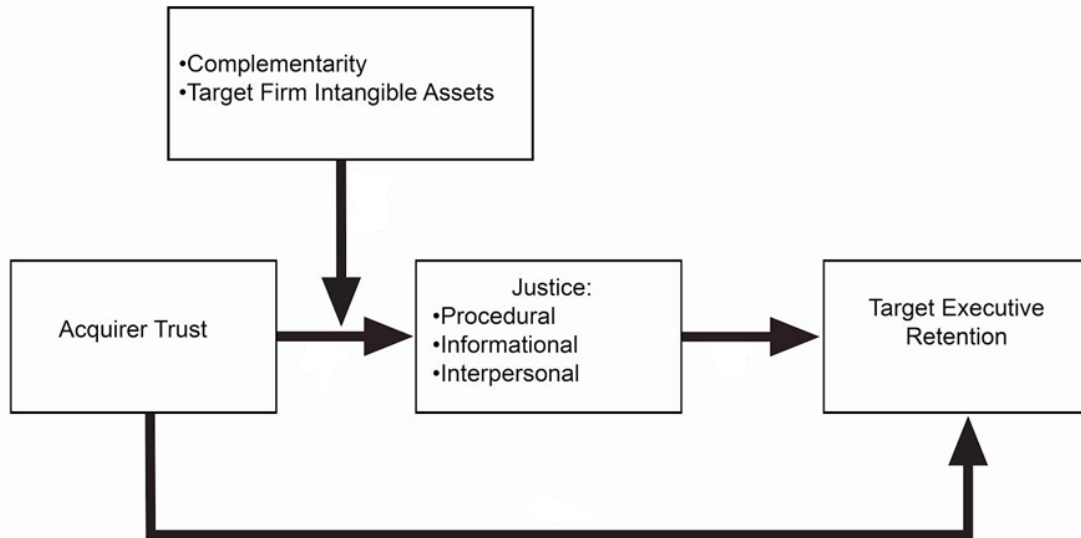 •Complementarity
•Target Firm Intangible Assets
Acquirer Trust
Justice:
•Procedural
•Informational
•Interpersonal
Target Executive
Retention